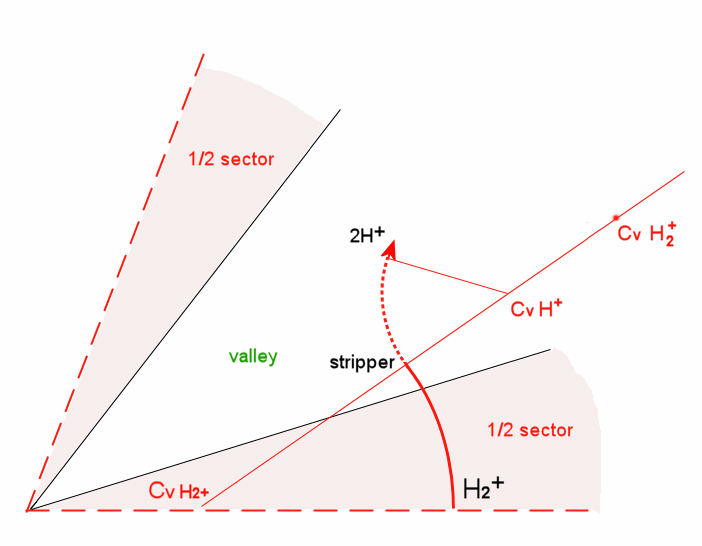 1/2 sector
2H+
Cv H2+
Cv H+
valley
stripper
1/2 sector
Cv H2+
H2+